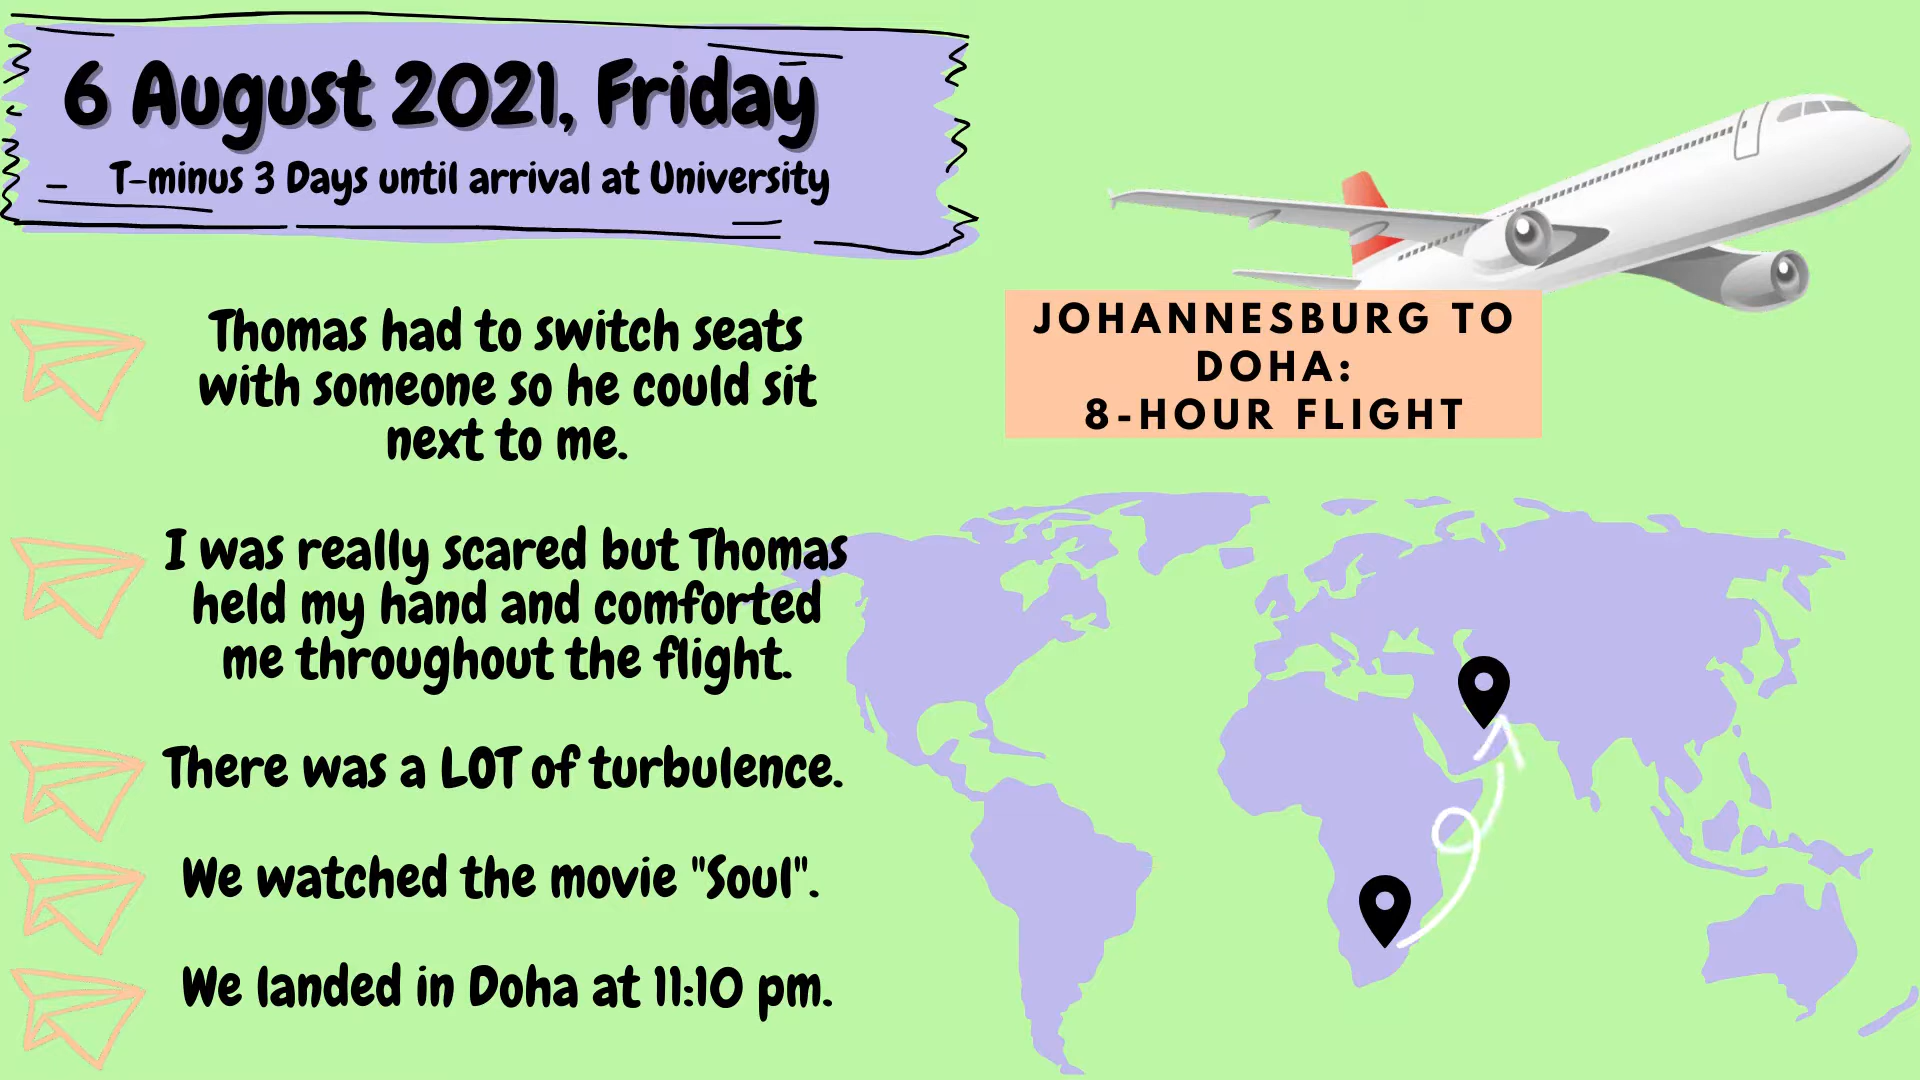 6 August 2021, Friday
T-minus 3 Days until arrival at University
Thomas had to switch seats
with someone so he could sit
next to me.
I was really scared but Thomas
held my hand and comforted
me throughout the flight.
There was a LOT of turbulence.
We watched the movie "Soul".
We landed in Doha at 11:10 pm.
JOHANNESBURG TO
DOHA:
8-HOUR FLIGHT